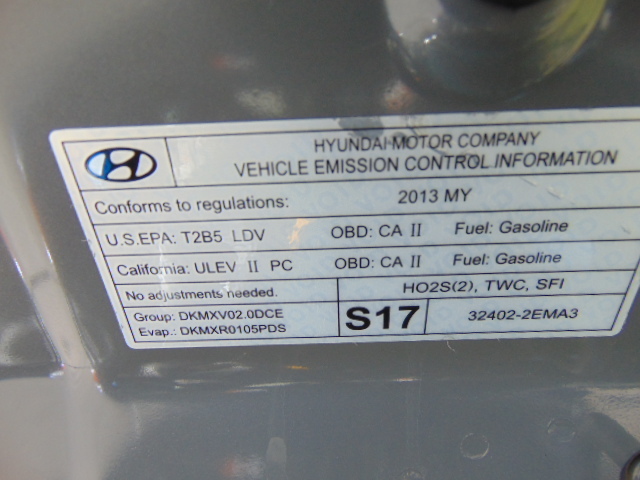 HYUNDAI MOTOR COMPANY
VEHICLE EMISSION CONTROL INFORMATION
Conforms to regulations: 2013 MY
U.S.EPA: T2B5 LDV OBD: CA II Fuel: Gasoline
California: ULEV II PC OBD: CA II Fuel: Gasoline
No adjustments needed. HO2S(2), TWC, SFI
Group: DKMXV02.0DCE
Evap.: DKMXR0105PDS
S17 32402-2EMA3